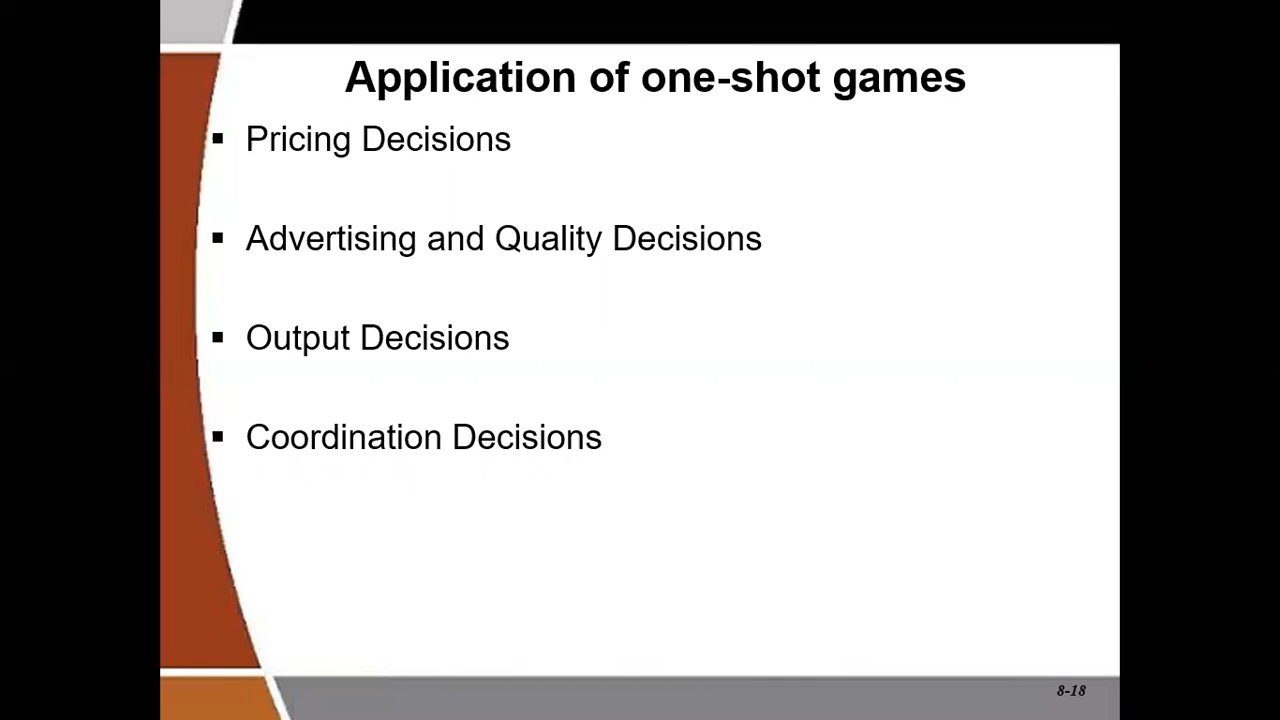 Application of one-shot games
▪ Pricing Decisions
▪ Advertising and Quality Decisions
▪ Output Decisions
▪ Coordination Decisions
8-18